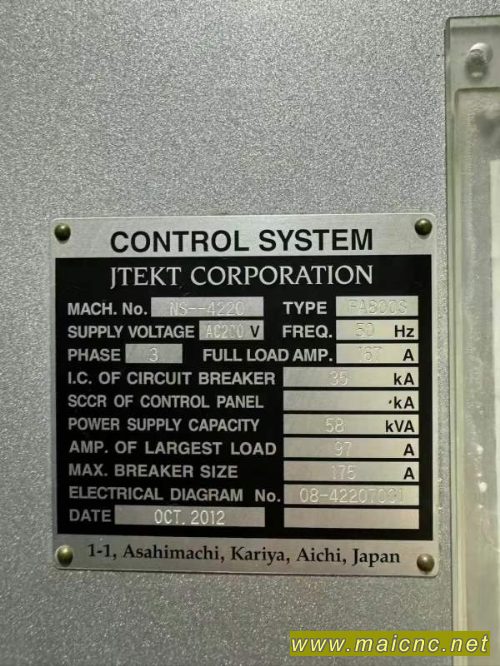 CONTROL SYSTEM
JTEKT CORPORATION
MACH. No. NS--4220 TYPE FA800S
SUPPLY VOLTAGE AC200 V FREQ. 50 Hz
PHASE 3 FULL LOAD AMP. 167 A
I.C. OF CIRCUIT BREAKER 35 kA
SCCR OF CONTROL PANEL kA
POWER SUPPLY CAPACITY 58 kVA
AMP. OF LARGEST LOAD 97 A
MAX. BREAKER SIZE 175 A
ELECTRICAL DIAGRAM No.
DATE OCT. 2012
1-1, Asahimachi, Kariya, Aichi, Japan
www.maicnc.net